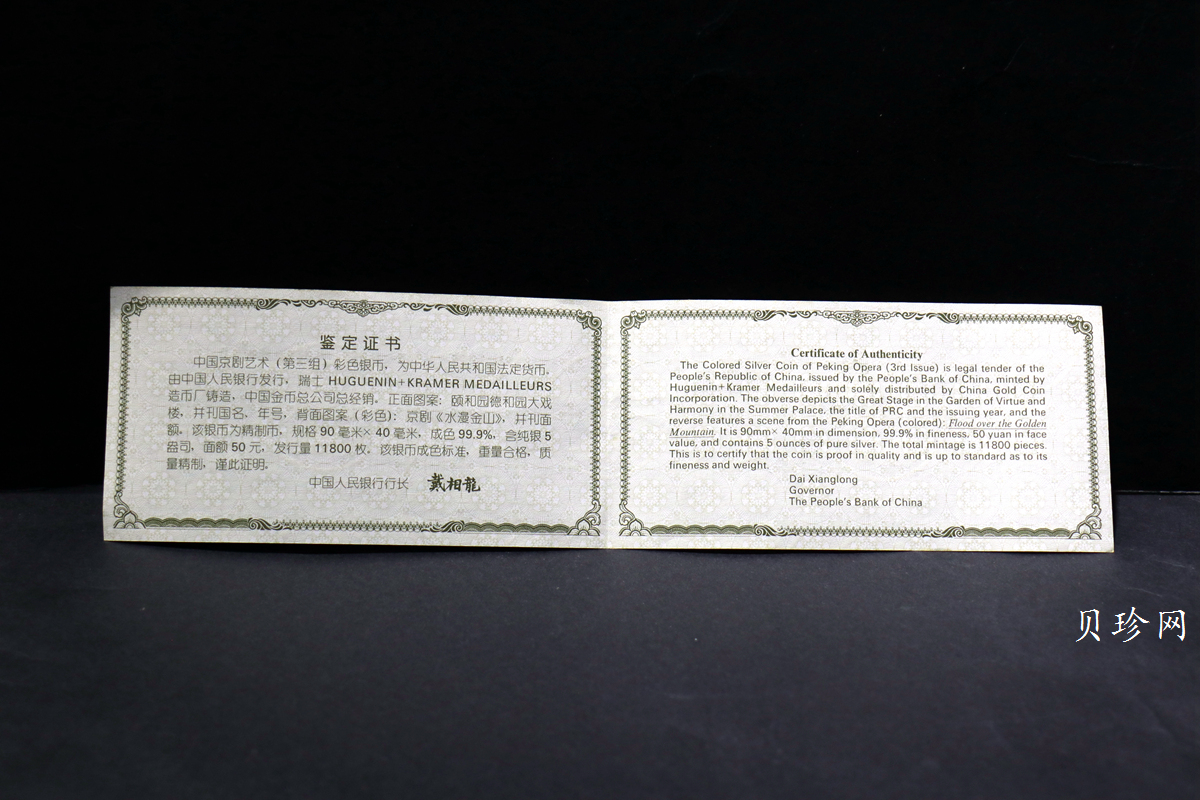 鉴定证书
中国京剧艺术（第三组）彩色银币，为中华人民共和国法定货币，
由中国人民银行发行，瑞士 HUGUENIN+KRAMER MEDAILLEURS
造币厂铸造，中国金币总公司总经销。正面图案：颐和园德和园大戏
楼，并刊国名、年号，背面图案（彩色）：京剧《水漫金山》，并刊面
额。该银币为精制币，规格 90 毫米×40 毫米，成色 99.9%，含纯银 5
盎司，面额 50 元，发行量 11800 枚。该银币成色标准，重量合格，质
量精制，谨此证明。
中国人民银行行长 戴相龍
Certificate of Authenticity
The Colored Silver Coin of Peking Opera (3rd Issue) is legal tender of the
People's Republic of China, issued by the People's Bank of China, minted by
Huguenin+Kramer Medailleurs and solely distributed by China Gold Coin
Incorporation. The obverse depicts the Great Stage in the Garden of Virtue and
Harmony in the Summer Palace, the title of PRC and the issuing year, and the
reverse features a scene from the Peking Opera (colored): Flood over the Golden
Mountain. It is 90mm× 40mm in dimension, 99.9% in fineness, 50 yuan in face
value, and contains 5 ounces of pure silver. The total mintage is 11800 pieces.
This is to certify that the coin is proof in quality and is up to standard as to its
fineness and weight.
Dai Xianglong
Governor
The People's Bank of China
贝珍网